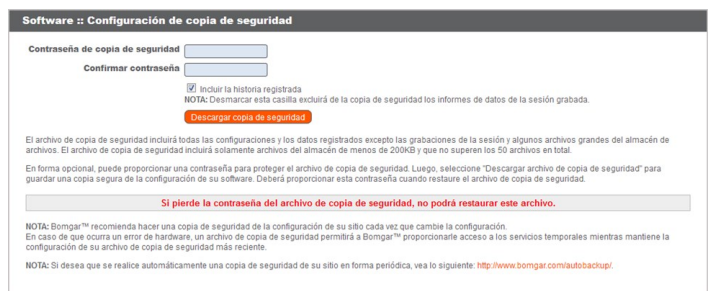 Software :: Configuración de copia de seguridad
Contraseña de copia de seguridad
Confirmar contraseña
Incluir la historia registrada
NOTA: Desmarcar esta casilla excluirá de la copia de seguridad los informes de datos de la sesión grabada.
Descargar copia de seguridad
El archivo de copia de seguridad incluirá todas las configuraciones y los datos registrados excepto las grabaciones de la sesión y algunos archivos grandes del almacén de
archivos. El archivo de copia de seguridad incluirá solamente archivos del almacén de menos de 200KB y que no superen los 50 archivos en total.
En forma opcional, puede proporcionar una contraseña para proteger el archivo de copia de seguridad. Luego, seleccione "Descargar archivo de copia de seguridad" para
guardar una copia segura de la configuración de su software. Deberá proporcionar esta contraseña cuando restaure el archivo de copia de seguridad.
Si pierde la contraseña del archivo de copia de seguridad, no podrá restaurar este archivo.
NOTA: Bomgar™ recomienda hacer una copia de seguridad de la configuración de su sitio cada vez que cambie la configuración.
En caso de que ocurra un error de hardware, un archivo de copia de seguridad permitirá a Bomgar™ proporcionarle acceso a los servicios temporales mientras mantiene la
configuración de su archivo de copia de seguridad más reciente.
NOTA: Si desea que se realice automáticamente una copia de seguridad de su sitio en forma periódica, vea lo siguiente: http://www.bomgar.com/autobackup/.